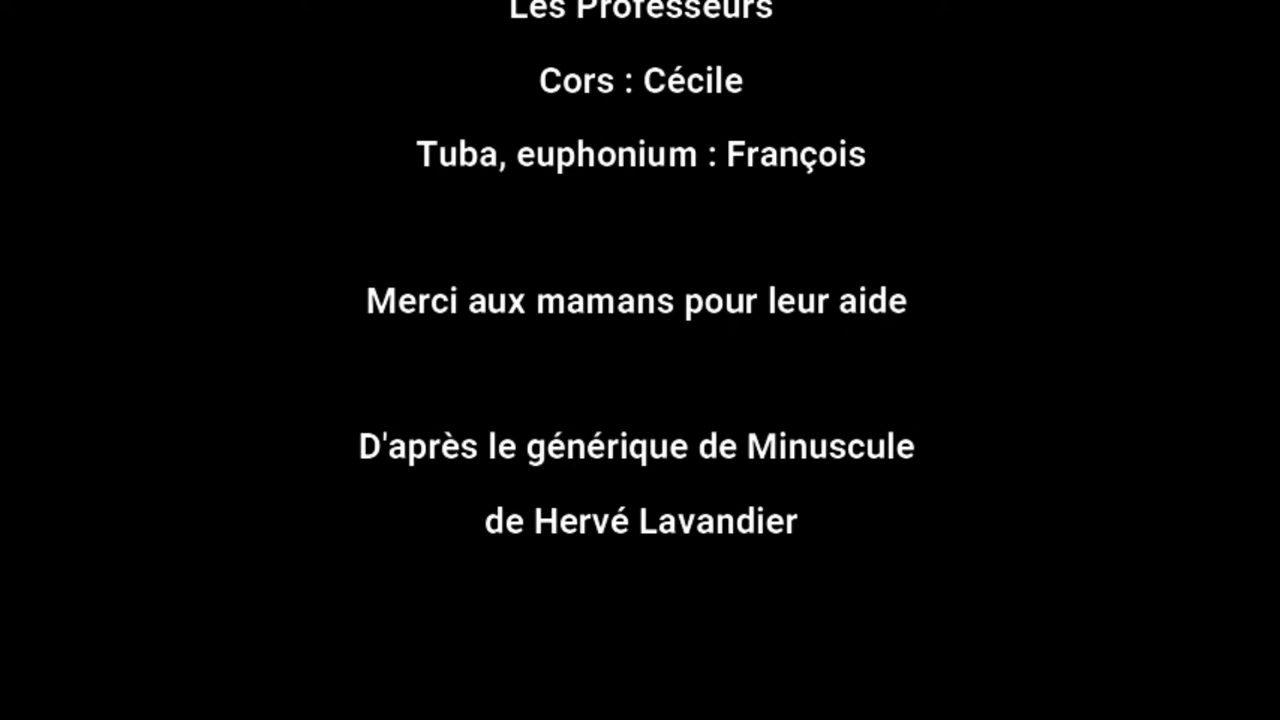 Les Professeurs
Cors : Cécile
Tuba, euphonium : François
Merci aux mamans pour leur aide
D'après le générique de Minuscule
de Hervé Lavandier